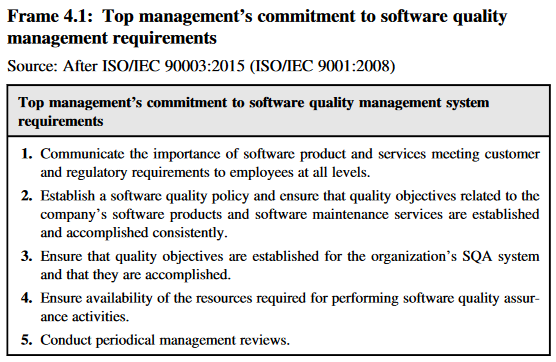 Frame 4.1: Top management's commitment to software quality
management requirements
Source: After ISO/IEC 90003:2015 (ISO/IEC 9001:2008)
Top management's commitment to software quality management system
requirements
1. Communicate the importance of software product and services meeting customer
and regulatory requirements to employees at all levels.
2. Establish a software quality policy and ensure that quality objectives related to the
company's software products and software maintenance services are established
and accomplished consistently.
3. Ensure that quality objectives are established for the organization's SQA system
and that they are accomplished.
4. Ensure availability of the resources required for performing software quality assur-
ance activities.
5. Conduct periodical management reviews.